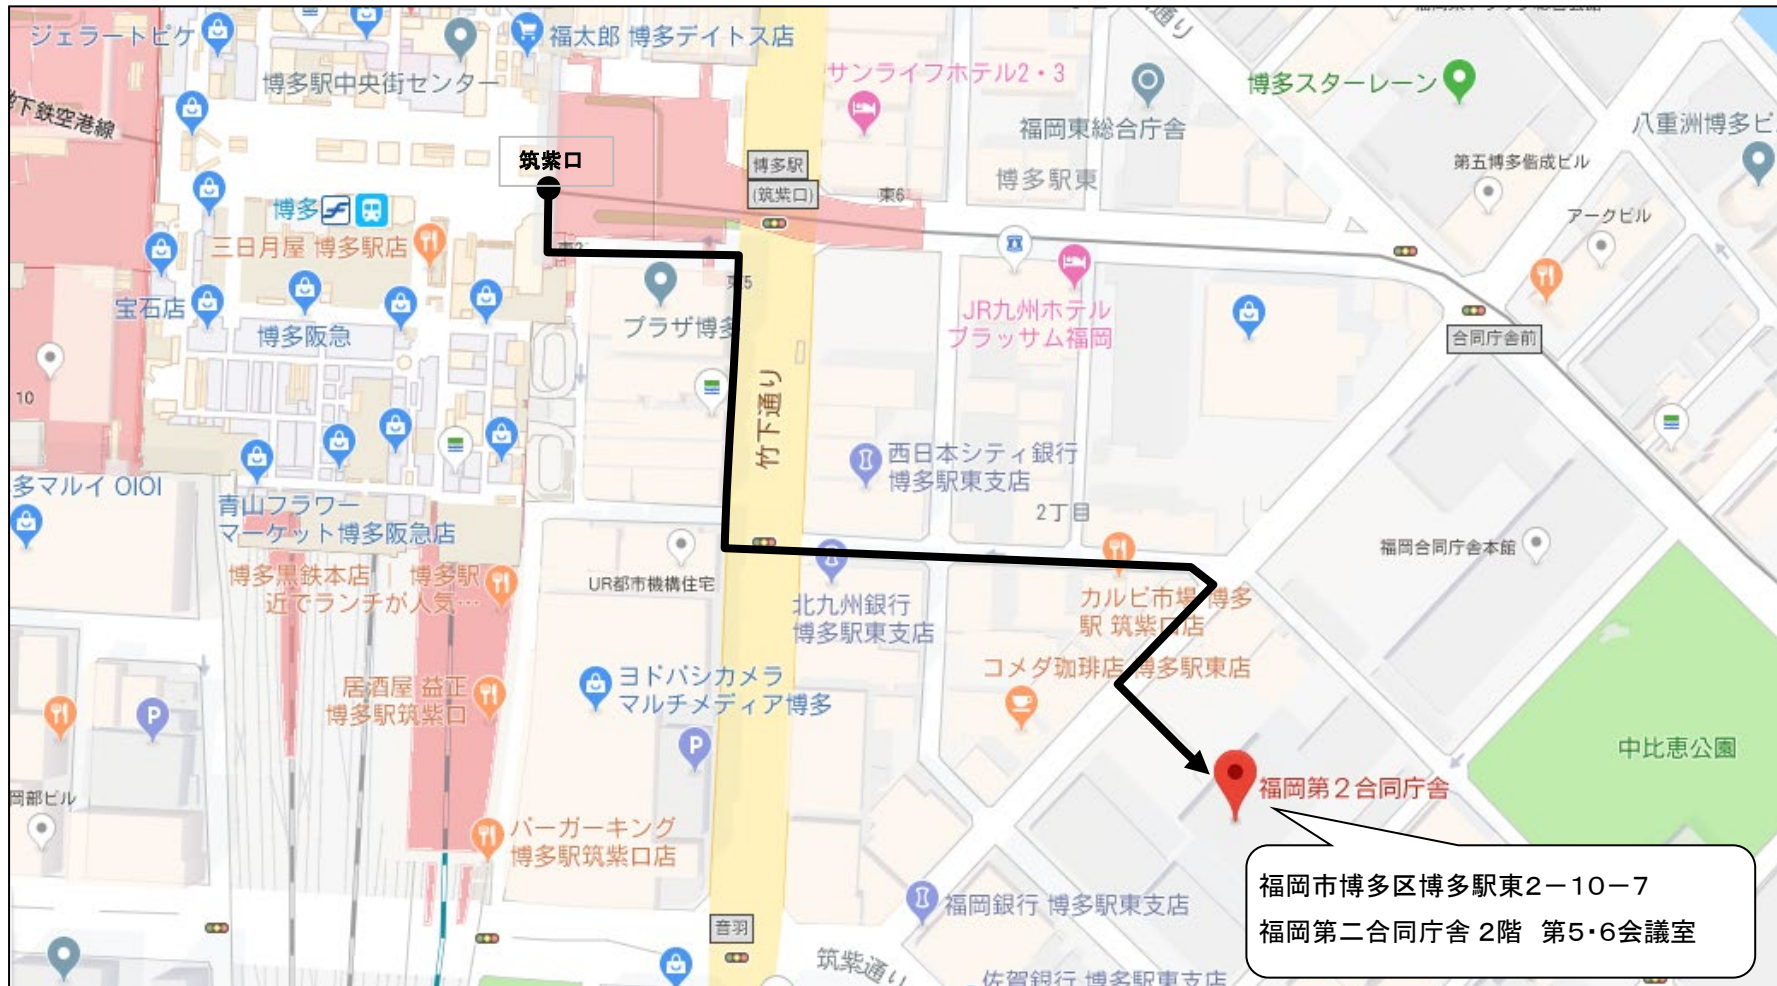 ジェラートピケ
福太郎 博多デイトス店
博多駅中央街センター
サンライフホテル2・3
福岡東総合庁舎
博多スターレーン
八重洲博多ビ
下鉄空港線
筑紫口
博多駅
(筑紫口)
東6
博多駅東
第五博多偕成ビル
アークビル
博多
三日月屋 博多駅店
宝石店
博多阪急
プラザ博多
JR九州ホテル
ブラッサム福岡
合同庁舎前
10
竹下通り
多マルイ OIOI
青山フラワー
マーケット博多阪急店
西日本シティ銀行
博多駅東支店
2丁目
福岡合同庁舎本館
博多黒鉄本店 | 博多駅
近でランチが人気…
UR都市機構住宅
北九州銀行
博多駅東支店
カルビ市場 博多
駅 筑紫口店
コメダ珈琲店 博多駅東店
居酒屋 益正
博多駅筑紫口
ヨドバシカメラ
マルチメディア博多
P
P
中比恵公園
福岡第2合同庁舎
岡部ビル
バーガーキング
博多駅筑紫口店
福岡市博多区博多駅東2－10－7
福岡第二合同庁舎 2階 第5・6会議室
音羽
福岡銀行 博多駅東支店
筑紫通り
佐賀銀行 博多駅東支店